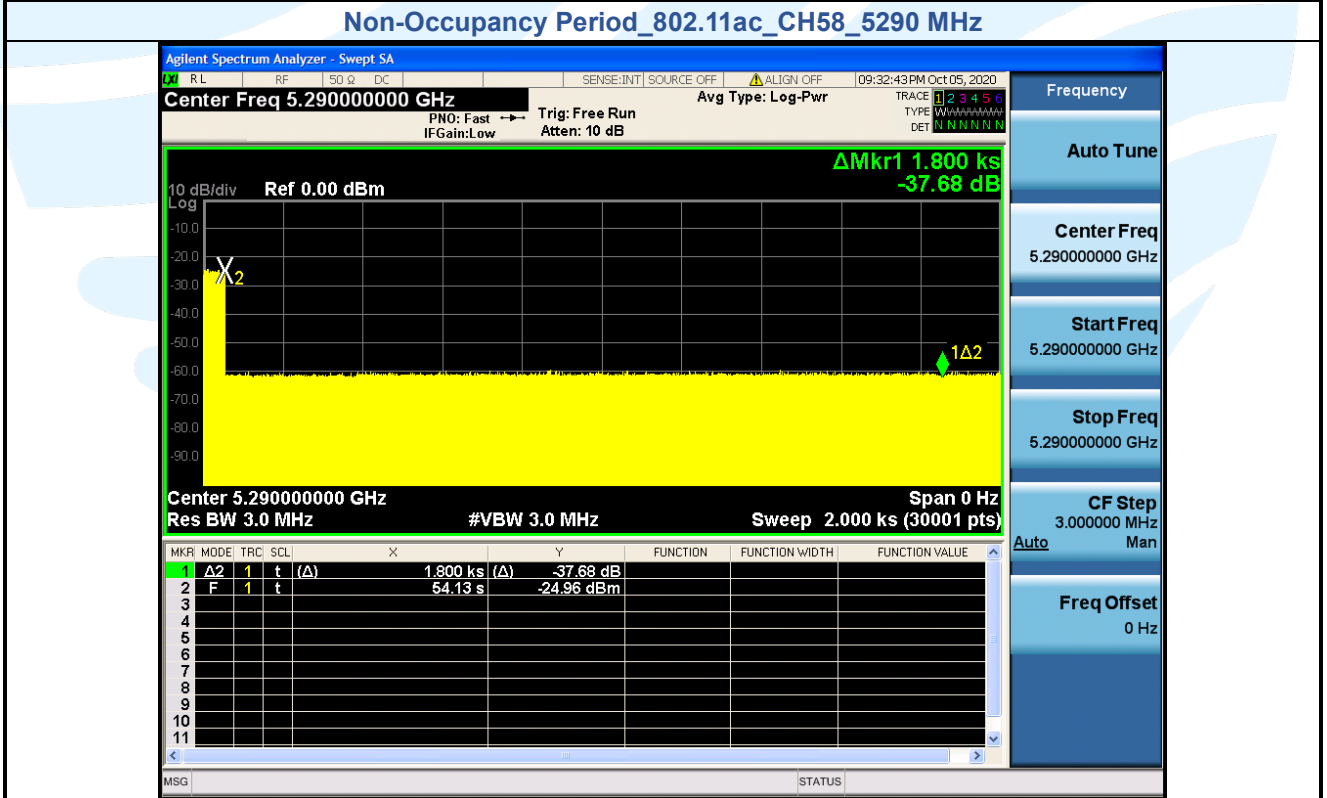 Non-Occupancy Period_802.11ac_CH58_5290 MHz
Agilent Spectrum Analyzer - Swept SA
LXI RL RF 50 Ω DC SENSE:INT SOURCE OFF ALIGN OFF 09:32:43 PM Oct 05, 2020
Center Freq 5.290000000 GHz
PNO: Fast
IFGain:Low
Trig: Free Run
Atten: 10 dB
Avg Type: Log-Pwr
TRACE 1 2 3 4 5 6
TYPE WWWWWW
DET N N N N N N
ΔMkr1 1.800 ks
-37.68 dB
10 dB/div Ref 0.00 dBm
Log
-10.0
-20.0
-30.0
-40.0
-50.0
-60.0
-70.0
-80.0
-90.0
2
1Δ2
Center 5.290000000 GHz Span 0 Hz
Res BW 3.0 MHz #VBW 3.0 MHz Sweep 2.000 ks (30001 pts)
MKR MODE TRC SCL X Y FUNCTION FUNCTION WIDTH FUNCTION VALUE
1 Δ2 1 t (Δ) 1.800 ks (Δ) -37.68 dB
2 F 1 t 54.13 s -24.96 dBm
3
4
5
6
7
8
9
10
11
MSG STATUS
Frequency
Auto Tune
Center Freq
5.290000000 GHz
Start Freq
5.290000000 GHz
Stop Freq
5.290000000 GHz
CF Step
3.000000 MHz
Auto Man
Freq Offset
0 Hz